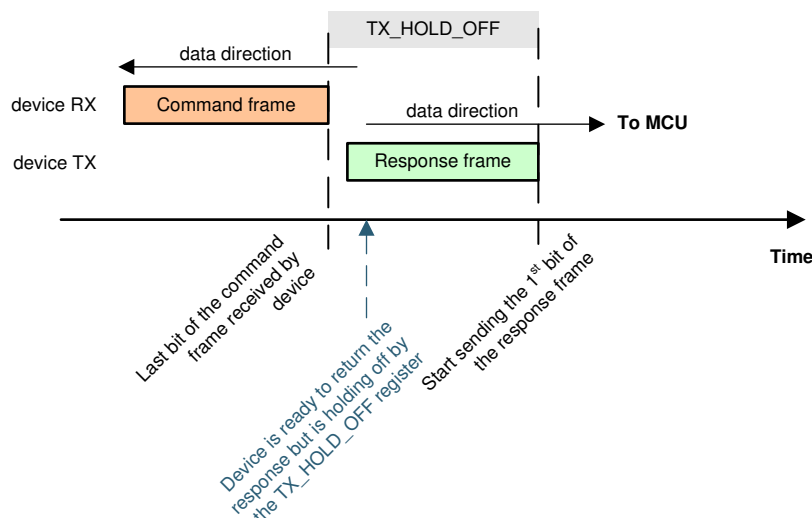 TX_HOLD_OFF
data direction
device RX
Command frame
data direction
To MCU
device TX
Response frame
Time
Last bit of the command
frame received by
device
Device is ready to return the
response but is holding off by
the TX_HOLD_OFF register
Start sending the 1st bit of
the response frame